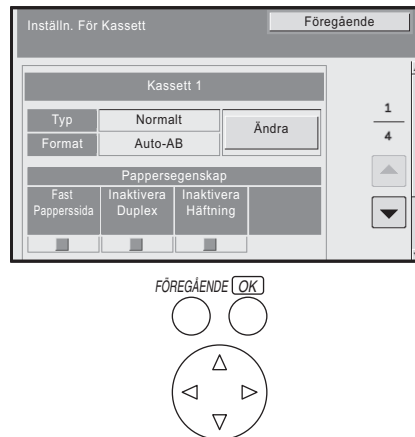 Inställn. För Kassett
Föregående
Kassett 1
Typ Normalt
Ändra
Format Auto-AB
Pappersegenskap
Fast Papperssida
Inaktivera Duplex
Inaktivera Häftning
1
4
FÖREGÅENDE OK